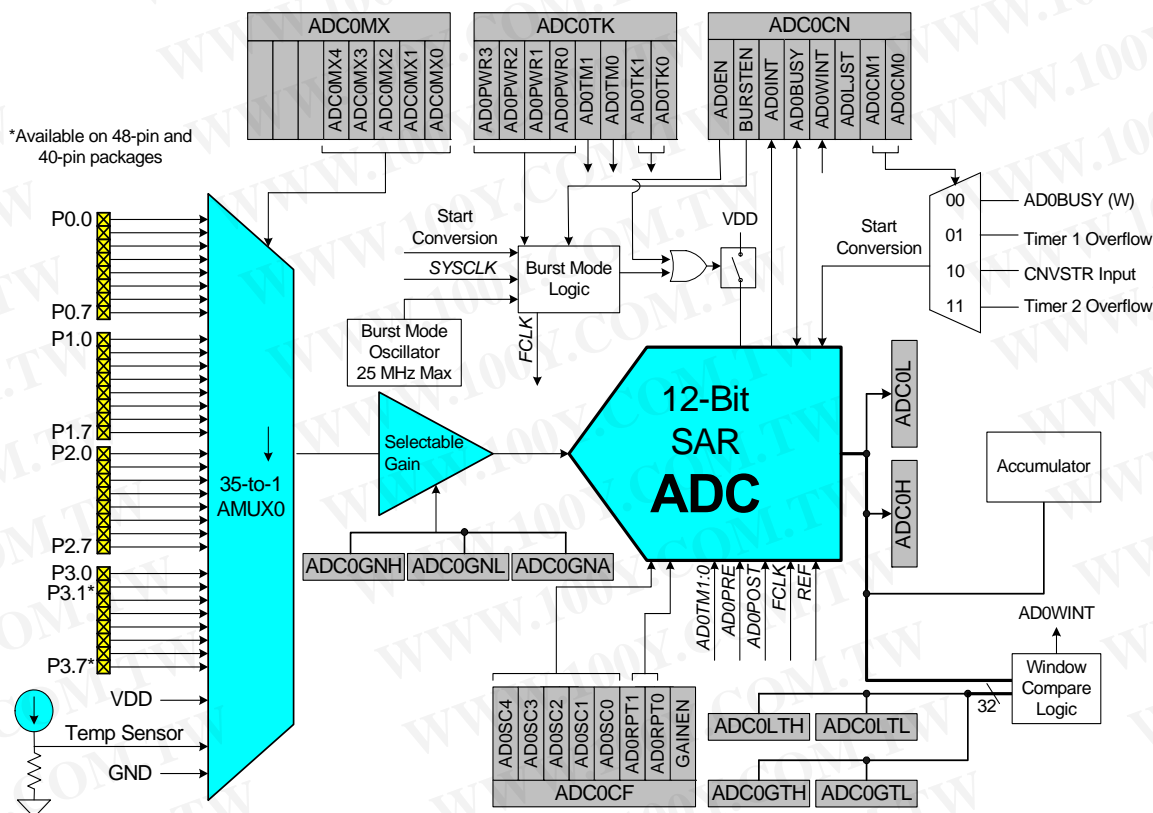 ADC0MX
ADC0MX4
ADC0MX3
ADC0MX2
ADC0MX1
ADC0MX0
ADC0TK
AD0PWR3
AD0PWR2
AD0PWR1
AD0PWR0
AD0TM1
AD0TM0
AD0TK1
AD0TK0
ADC0CN
AD0EN
BURSTEN
AD0INT
AD0BUSY
AD0WINT
AD0LJST
AD0CM1
AD0CM0
*Available on 48-pin and
40-pin packages
P0.0
P0.7
P1.0
P1.7
P2.0
P2.7
P3.0
P3.1*
P3.7*
VDD
Temp Sensor
GND
35-to-1
AMUX0
Start
Conversion
SYSCLK
Burst Mode
Logic
Burst Mode
Oscillator
25 MHz Max
FCLK
VDD
Start
Conversion
00
01
10
11
AD0BUSY (W)
Timer 1 Overflow
CNVSTR Input
Timer 2 Overflow
Selectable
Gain
ADC0GNH
ADC0GNL
ADC0GNA
12-Bit
SAR
ADC
ADC0L
ADC0H
Accumulator
AD0TM1:0
AD0PRE
AD0POST
FCLK
REF
AD0WINT
Window
Compare
Logic
32
ADC0LTH
ADC0LTL
ADC0GTH
ADC0GTL
AD0SC4
AD0SC3
AD0SC2
AD0SC1
AD0SC0
AD0RPT1
AD0RPT0
GAINEN
ADC0CF
WWW.100Y.COM.TW